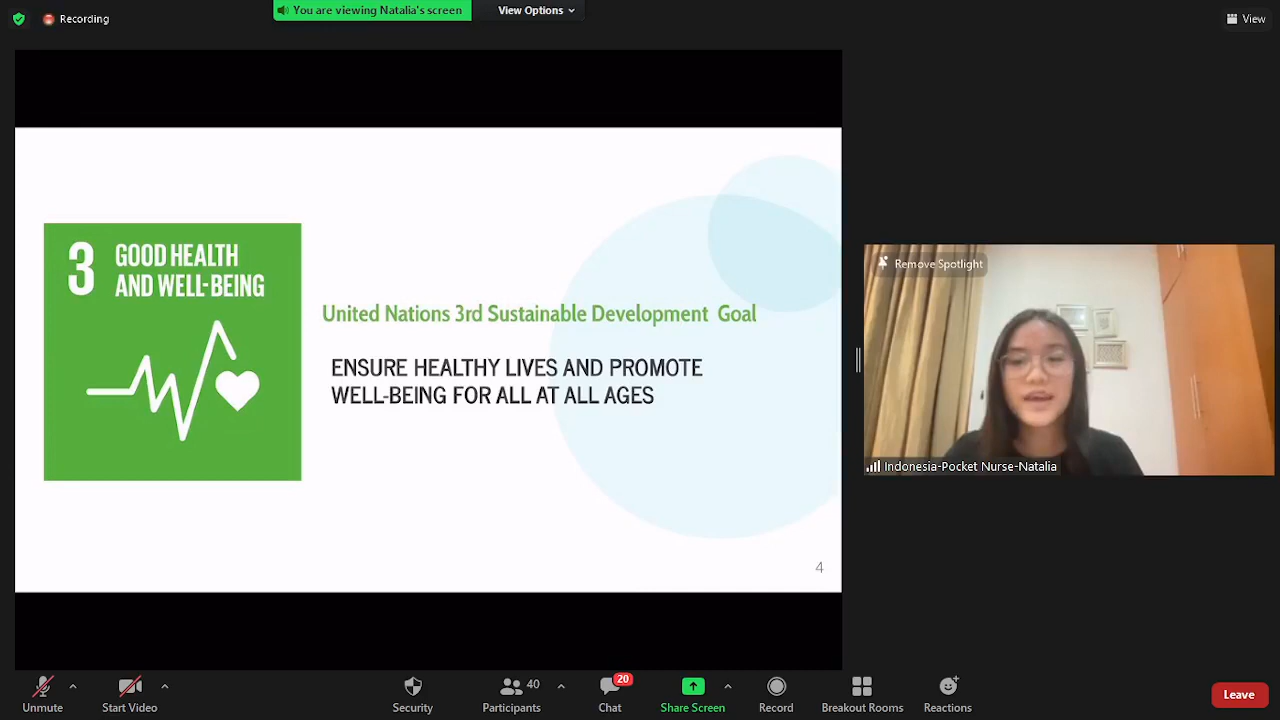 Recording
You are viewing Natalia's screen
View Options
View
3 GOOD HEALTH
AND WELL-BEING
United Nations 3rd Sustainable Development Goal
ENSURE HEALTHY LIVES AND PROMOTE
WELL-BEING FOR ALL AT ALL AGES
4
Remove Spotlight
Indonesia-Pocket Nurse-Natalia
Unmute
Start Video
Security
40
Participants
20
Chat
Share Screen
Record
Breakout Rooms
Reactions
Leave